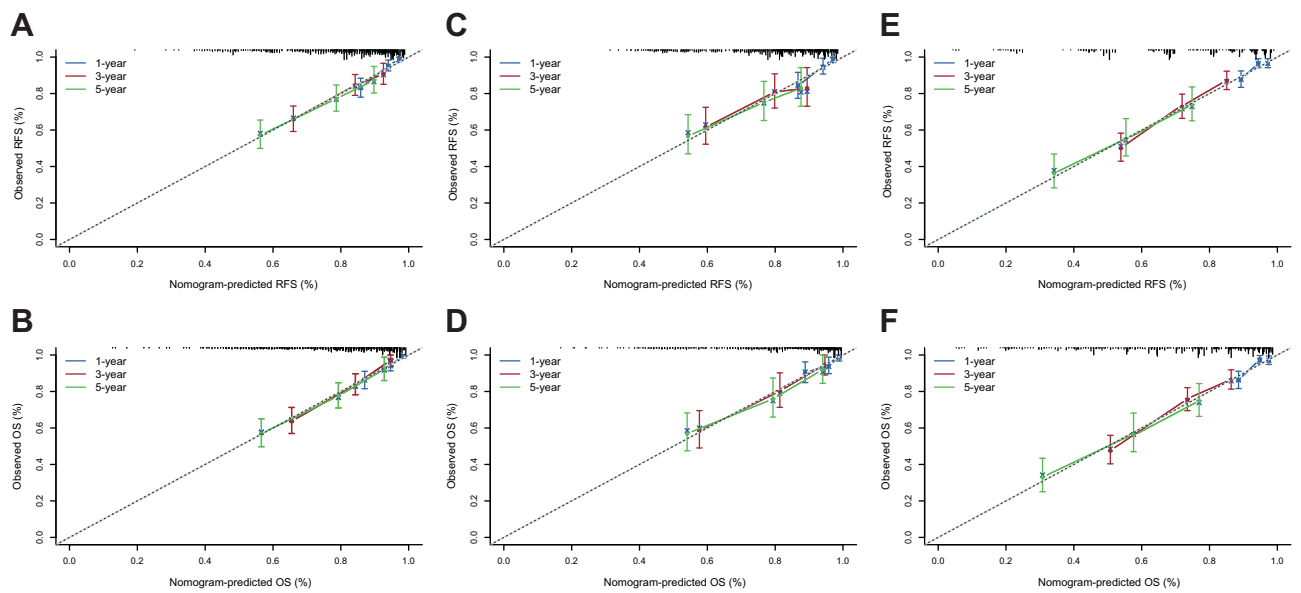 A
1-year
3-year
5-year
Observed RFS (%)
1.0
0.8
0.6
0.4
0.2
0.0
0.0 0.2 0.4 0.6 0.8 1.0
Nomogram-predicted RFS (%)
C
1-year
3-year
5-year
Observed RFS (%)
1.0
0.8
0.6
0.4
0.2
0.0
0.0 0.2 0.4 0.6 0.8 1.0
Nomogram-predicted RFS (%)
E
1-year
3-year
5-year
Observed RFS (%)
1.0
0.8
0.6
0.4
0.2
0.0
0.0 0.2 0.4 0.6 0.8 1.0
Nomogram-predicted RFS (%)
B
1-year
3-year
5-year
Observed OS (%)
1.0
0.8
0.6
0.4
0.2
0.0
0.0 0.2 0.4 0.6 0.8 1.0
Nomogram-predicted OS (%)
D
1-year
3-year
5-year
Observed OS (%)
1.0
0.8
0.6
0.4
0.2
0.0
0.0 0.2 0.4 0.6 0.8 1.0
Nomogram-predicted OS (%)
F
1-year
3-year
5-year
Observed OS (%)
1.0
0.8
0.6
0.4
0.2
0.0
0.0 0.2 0.4 0.6 0.8 1.0
Nomogram-predicted OS (%)